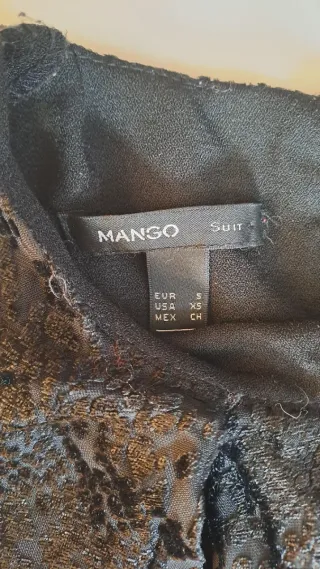 MANGO SUIT
EUR S
USA XS
MEX CH